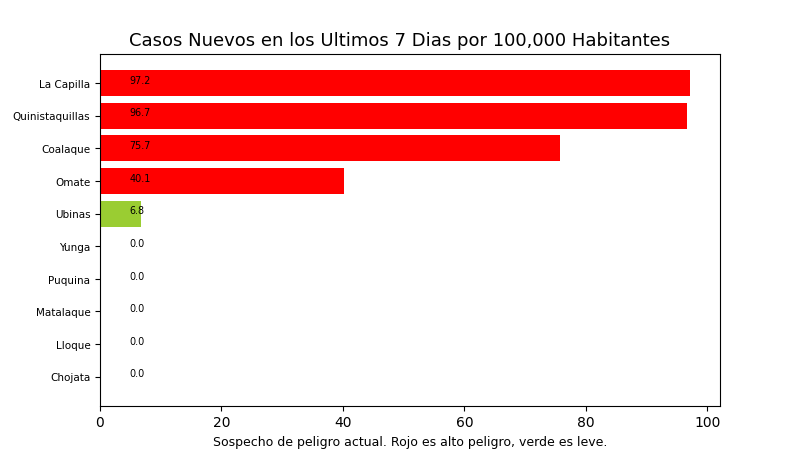 Casos Nuevos en los Ultimos 7 Dias por 100,000 Habitantes
La Capilla 97.2
Quinistaquillas 96.7
Coalaque 75.7
Omate 40.1
Ubinas 6.8
Yunga 0.0
Puquina 0.0
Matalaque 0.0
Lloque 0.0
Chojata 0.0
0 20 40 60 80 100
Sospecho de peligro actual. Rojo es alto peligro, verde es leve.